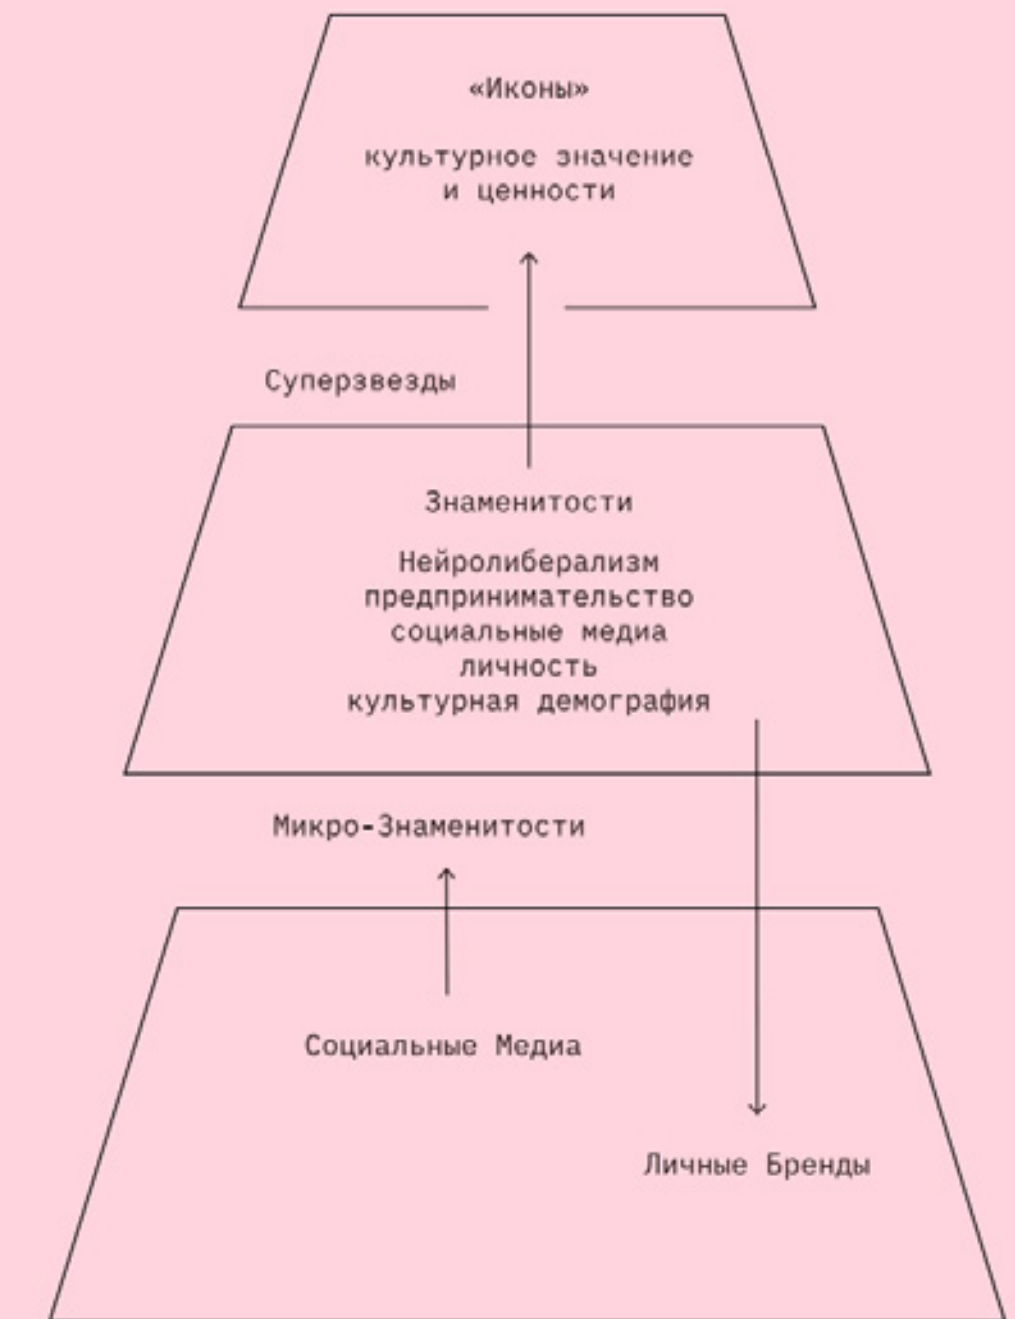 «Иконы»
культурное значение
и ценности
Суперзвезды
Знаменитости
Нейролиберализм
предпринимательство
социальные медиа
личность
культурная демография
Микро-Знаменитости
Социальные Медиа
Личные Бренды